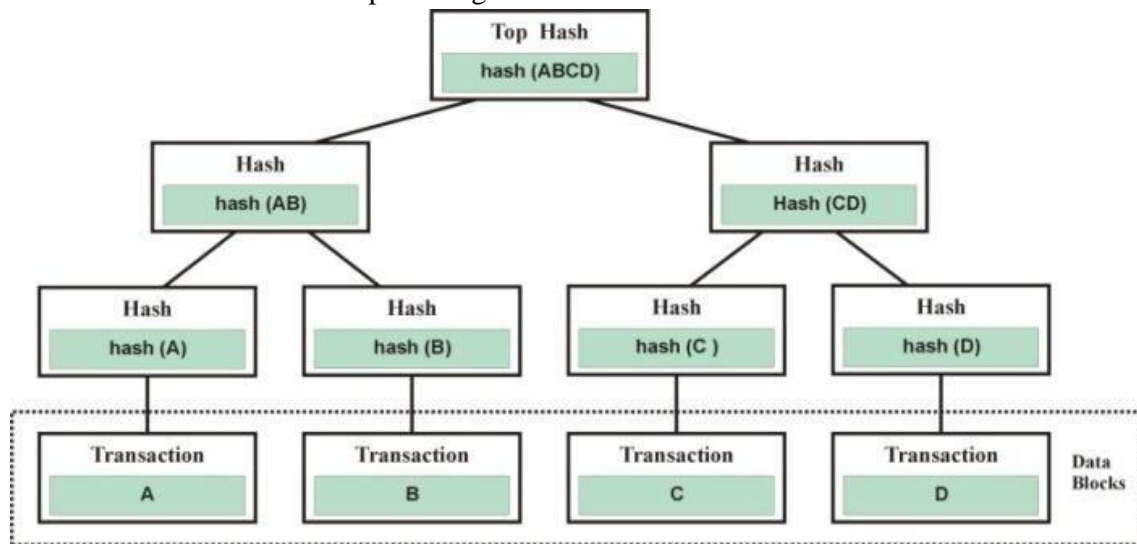 Top Hash
hash (ABCD)
Hash
hash (AB)
Hash
Hash (CD)
Hash
hash (A)
Hash
hash (B)
Hash
hash (C )
Hash
hash (D)
Transaction
A
Transaction
B
Transaction
C
Transaction
D
Data
Blocks